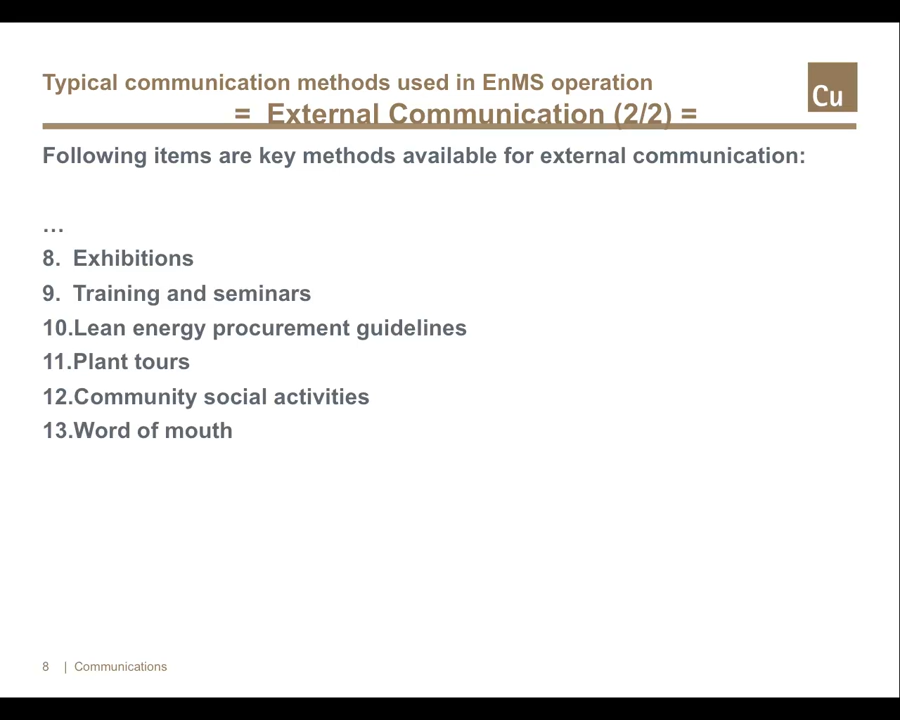 Typical communication methods used in EnMS operation
= External Communication (2/2) =
Cu
Following items are key methods available for external communication:
…
8. Exhibitions
9. Training and seminars
10.Lean energy procurement guidelines
11.Plant tours
12.Community social activities
13.Word of mouth
8 | Communications